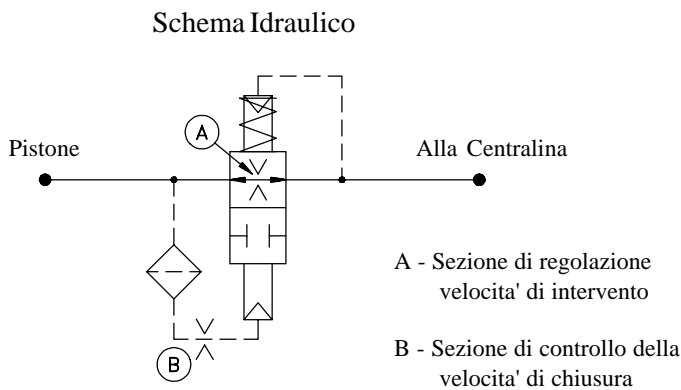 Schema Idraulico
A
Pistone
Alla Centralina
A - Sezione di regolazione
velocita' di intervento
B
B - Sezione di controllo della
velocita' di chiusura